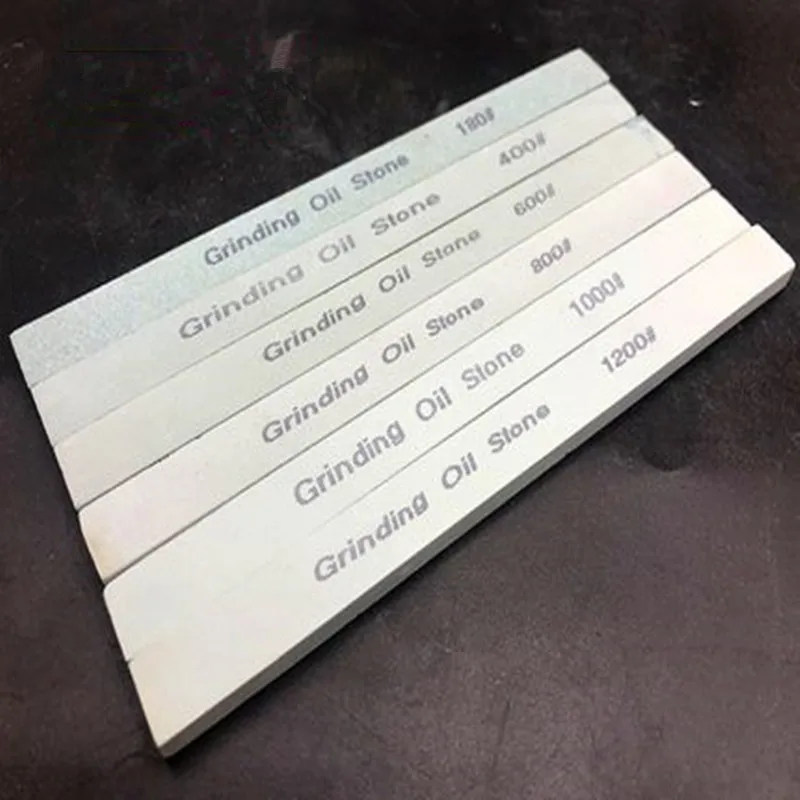 Grinding Oil Stone 180#
Grinding Oil Stone 400#
Grinding Oil Stone 600#
Grinding Oil Stone 800#
Grinding Oil Stone 1000#
Grinding Oil Stone 1200#